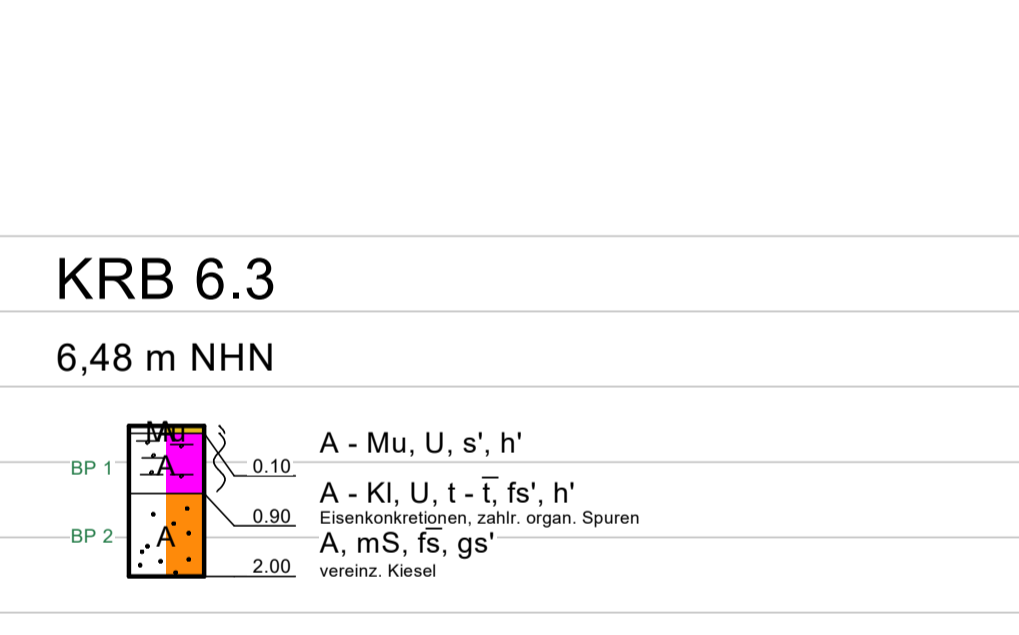 KRB 6.3
6,48 m NHN
Mu
A - Mu, U, s', h'
BP 1
A
0.10
A - Kl, U, t - t̅, fs', h'
0.90
Eisenkonkretionen, zahlr. organ. Spuren
BP 2
A
A, mS, fs̅, gs'
2.00
vereinz. Kiesel